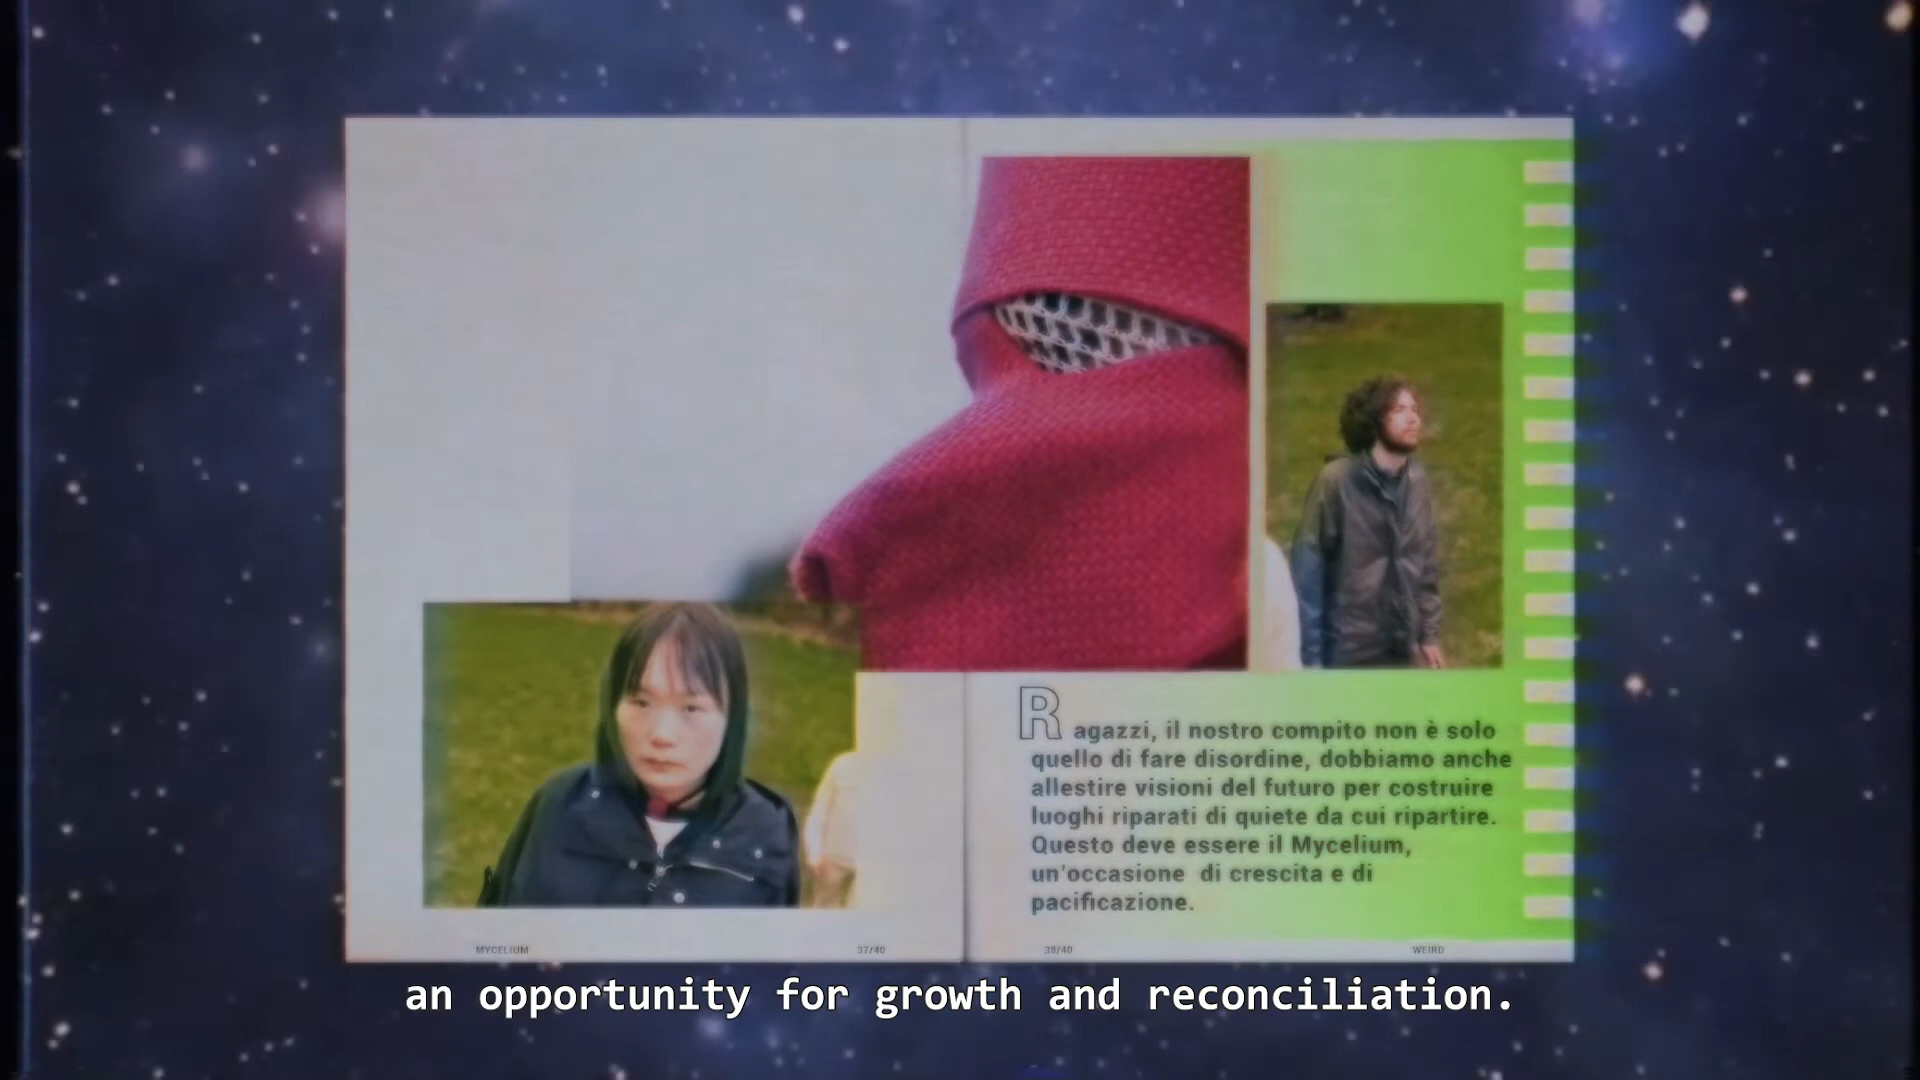 Ragazzi, il nostro compito non è solo
quello di fare disordine, dobbiamo anche
allestire visioni del futuro per costruire
luoghi riparati di quiete da cui ripartire.
Questo deve essere il Mycelium,
un'occasione di crescita e di
pacificazione.
MYCELIUM
37/40
38/40
WEIRD
an opportunity for growth and reconciliation.